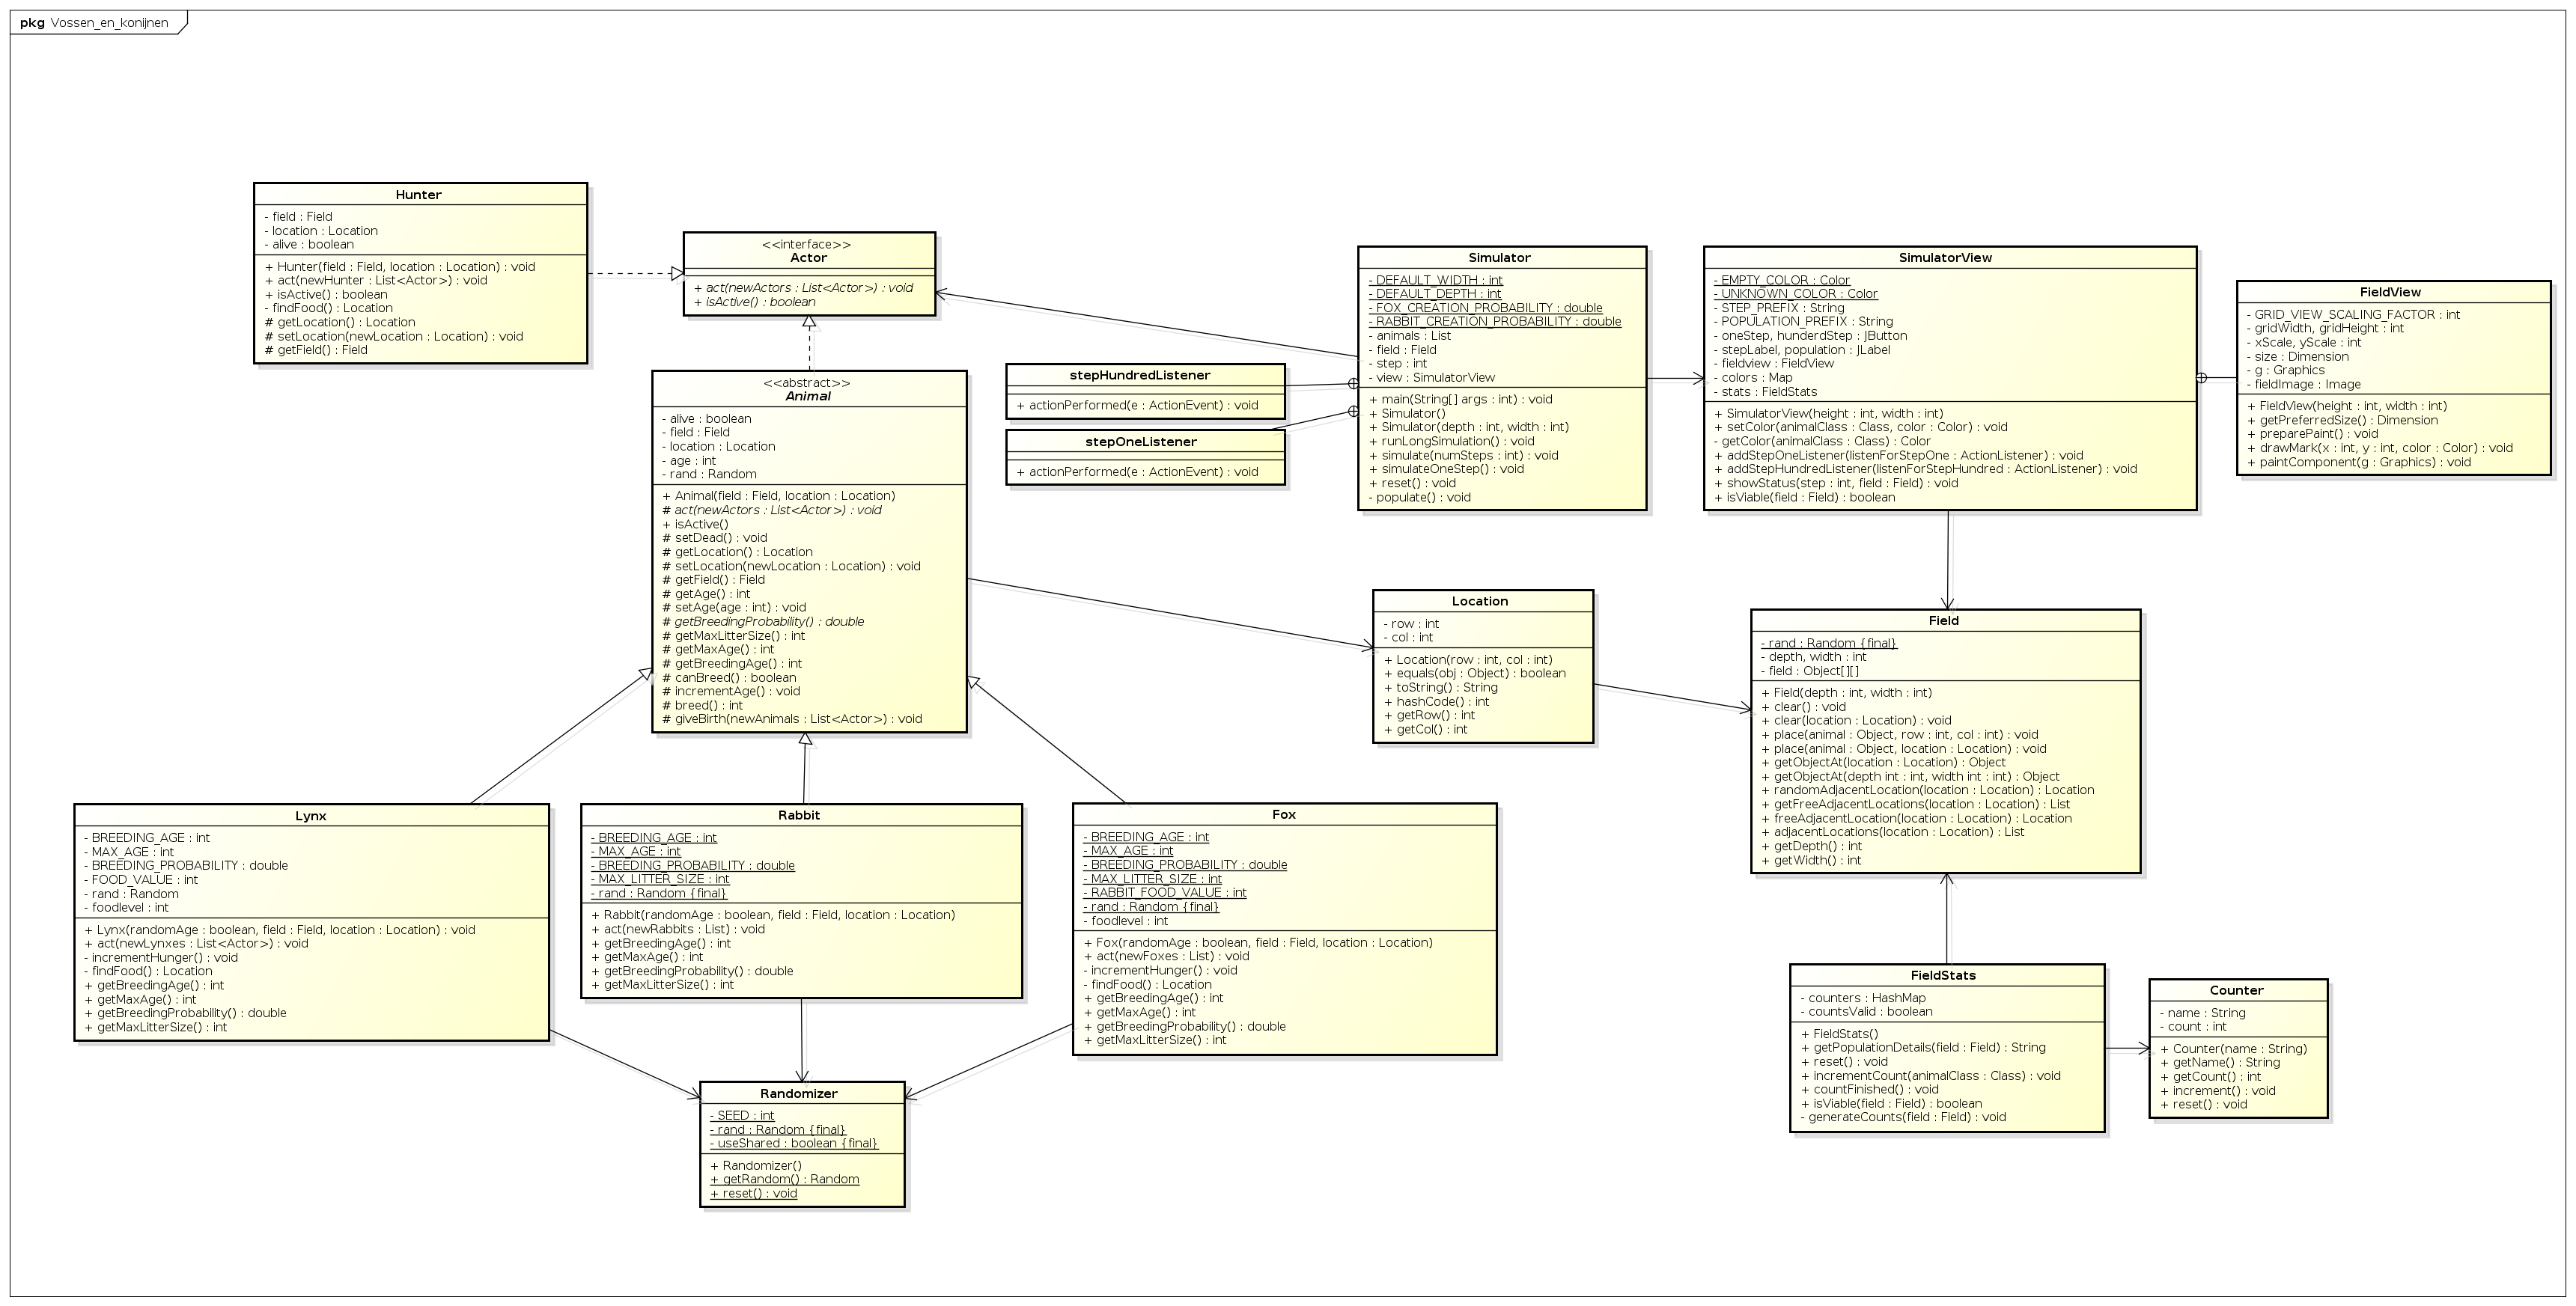 pkg Vossen_en_konijnen
Hunter
- field : Field
- location : Location
- alive : boolean
+ Hunter(field : Field, location : Location) : void
+ act(newHunter : List<Actor>) : void
+ isActive() : boolean
- findFood() : Location
# getLocation() : Location
# setLocation(newLocation : Location) : void
# getField() : Field
<<interface>>
Actor
+ act(newActors : List<Actor>) : void
+ isActive() : boolean
<<abstract>>
Animal
- alive : boolean
- field : Field
- location : Location
- age : int
- rand : Random
+ Animal(field : Field, location : Location)
# act(newActors : List<Actor>) : void
+ isActive()
# setDead() : void
# getLocation() : Location
# setLocation(newLocation : Location) : void
# getField() : Field
# getAge() : int
# setAge(age : int) : void
# getBreedingProbability() : double
# getMaxLitterSize() : int
# getMaxAge() : int
# getBreedingAge() : int
# canBreed() : boolean
# incrementAge() : void
# breed() : int
# giveBirth(newAnimals : List<Actor>) : void
stepHundredListener
+ actionPerformed(e : ActionEvent) : void
stepOneListener
+ actionPerformed(e : ActionEvent) : void
Simulator
- DEFAULT_WIDTH : int
- DEFAULT_DEPTH : int
- FOX_CREATION_PROBABILITY : double
- RABBIT_CREATION_PROBABILITY : double
- animals : List
- field : Field
- step : int
- view : SimulatorView
+ main(String[] args : int) : void
+ Simulator()
+ Simulator(depth : int, width : int)
+ runLongSimulation() : void
+ simulate(numSteps : int) : void
+ simulateOneStep() : void
+ reset() : void
- populate() : void
SimulatorView
- EMPTY_COLOR : Color
- UNKNOWN_COLOR : Color
- STEP_PREFIX : String
- POPULATION_PREFIX : String
- oneStep, hunderdStep : JButton
- stepLabel, population : JLabel
- fieldview : FieldView
- colors : Map
- stats : FieldStats
+ SimulatorView(height : int, width : int)
+ setColor(animalClass : Class, color : Color) : void
- getColor(animalClass : Class) : Color
+ addStepOneListener(listenForStepOne : ActionListener) : void
+ addStepHundredListener(listenForStepHundred : ActionListener) : void
+ showStatus(step : int, field : Field) : void
+ isViable(field : Field) : boolean
FieldView
- GRID_VIEW_SCALING_FACTOR : int
- gridWidth, gridHeight : int
- xScale, yScale : int
- size : Dimension
- g : Graphics
- fieldImage : Image
+ FieldView(height : int, width : int)
+ getPreferredSize() : Dimension
+ preparePaint() : void
+ drawMark(x : int, y : int, color : Color) : void
+ paintComponent(g : Graphics) : void
Location
- row : int
- col : int
+ Location(row : int, col : int)
+ equals(obj : Object) : boolean
+ toString() : String
+ hashCode() : int
+ getRow() : int
+ getCol() : int
Field
- rand : Random {final}
- depth, width : int
- field : Object[][]
+ Field(depth : int, width : int)
+ clear() : void
+ clear(location : Location) : void
+ place(animal : Object, row : int, col : int) : void
+ place(animal : Object, location : Location) : void
+ getObjectAt(location : Location) : Object
+ getObjectAt(depth int : int, width int : int) : Object
+ randomAdjacentLocation(location : Location) : Location
+ getFreeAdjacentLocations(location : Location) : List
+ freeAdjacentLocation(location : Location) : Location
+ adjacentLocations(location : Location) : List
+ getDepth() : int
+ getWidth() : int
Lynx
- BREEDING_AGE : int
- MAX_AGE : int
- BREEDING_PROBABILITY : double
- FOOD_VALUE : int
- rand : Random
- foodlevel : int
+ Lynx(randomAge : boolean, field : Field, location : Location) : void
+ act(newLynxes : List<Actor>) : void
- incrementHunger() : void
- findFood() : Location
+ getBreedingAge() : int
+ getMaxAge() : int
+ getBreedingProbability() : double
+ getMaxLitterSize() : int
Rabbit
- BREEDING_AGE : int
- MAX_AGE : int
- BREEDING_PROBABILITY : double
- MAX_LITTER_SIZE : int
- rand : Random {final}
+ Rabbit(randomAge : boolean, field : Field, location : Location)
+ act(newRabbits : List) : void
+ getBreedingAge() : int
+ getMaxAge() : int
+ getBreedingProbability() : double
+ getMaxLitterSize() : int
Fox
- BREEDING_AGE : int
- MAX_AGE : int
- BREEDING_PROBABILITY : double
- MAX_LITTER_SIZE : int
- RABBIT_FOOD_VALUE : int
- rand : Random {final}
- foodlevel : int
+ Fox(randomAge : boolean, field : Field, location : Location)
+ act(newFoxes : List) : void
- incrementHunger() : void
- findFood() : Location
+ getBreedingAge() : int
+ getMaxAge() : int
+ getBreedingProbability() : double
+ getMaxLitterSize() : int
Randomizer
- SEED : int
- rand : Random {final}
- useShared : boolean {final}
+ Randomizer()
+ getRandom() : Random
+ reset() : void
FieldStats
- counters : HashMap
- countsValid : boolean
+ FieldStats()
+ getPopulationDetails(field : Field) : String
+ reset() : void
+ incrementCount(animalClass : Class) : void
+ countFinished() : void
+ isViable(field : Field) : boolean
- generateCounts(field : Field) : void
Counter
- name : String
- count : int
+ Counter(name : String)
+ getName() : String
+ getCount() : int
+ increment() : void
+ reset() : void